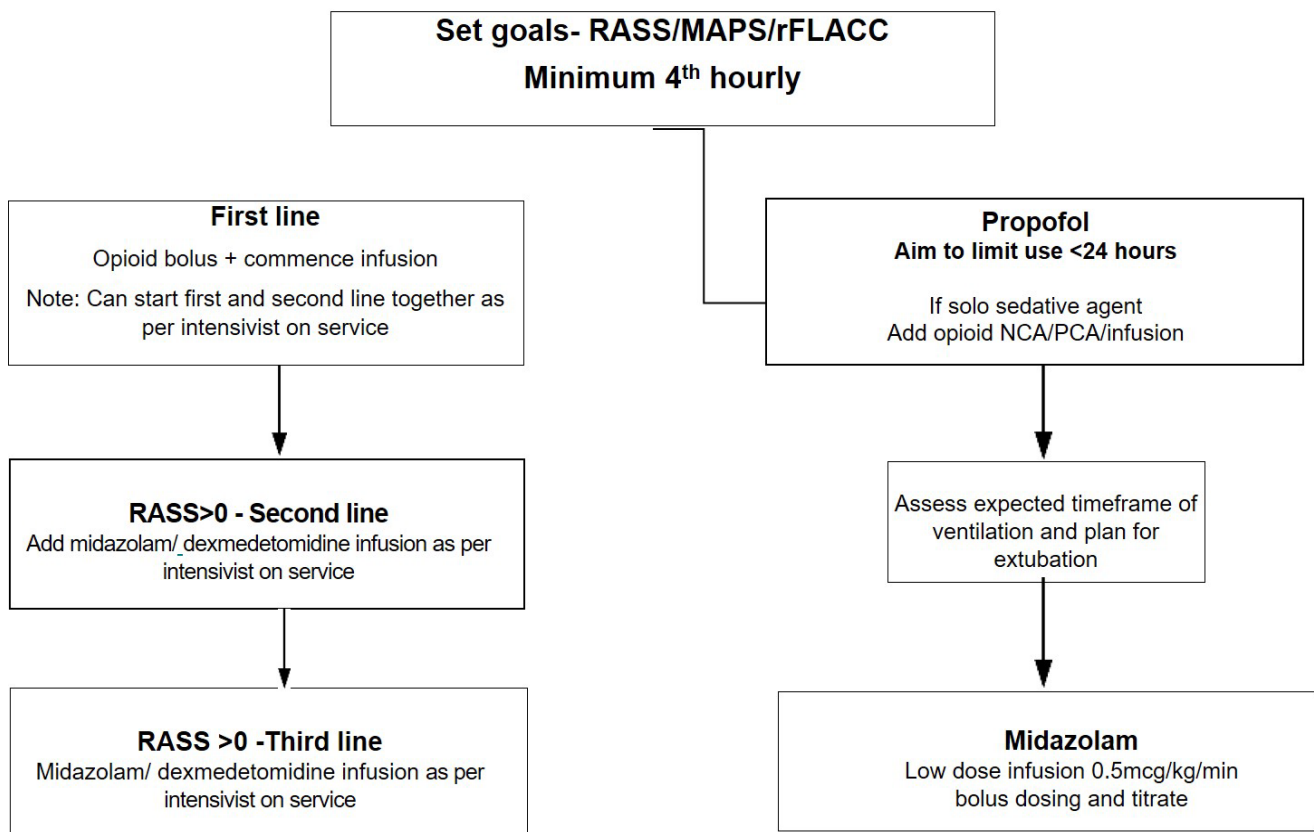 Set goals- RASS/MAPS/rFLACC
Minimum 4th hourly
First line
Opioid bolus + commence infusion
Note: Can start first and second line together as
per intensivist on service
RASS>0 - Second line
Add midazolam/ dexmedetomidine infusion as per
intensivist on service
RASS >0 -Third line
Midazolam/ dexmedetomidine infusion as per
intensivist on service
Propofol
Aim to limit use <24 hours
If solo sedative agent
Add opioid NCA/PCA/infusion
Assess expected timeframe of
ventilation and plan for
extubation
Midazolam
Low dose infusion 0.5mcg/kg/min
bolus dosing and titrate